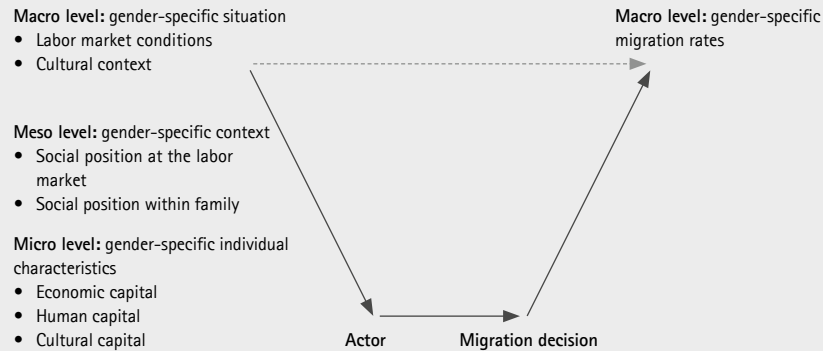 Macro level: gender-specific situation
• Labor market conditions
• Cultural context
Macro level: gender-specific
migration rates
Meso level: gender-specific context
• Social position at the labor
market
• Social position within family
Micro level: gender-specific individual
characteristics
• Economic capital
• Human capital
• Cultural capital
Actor
Migration decision